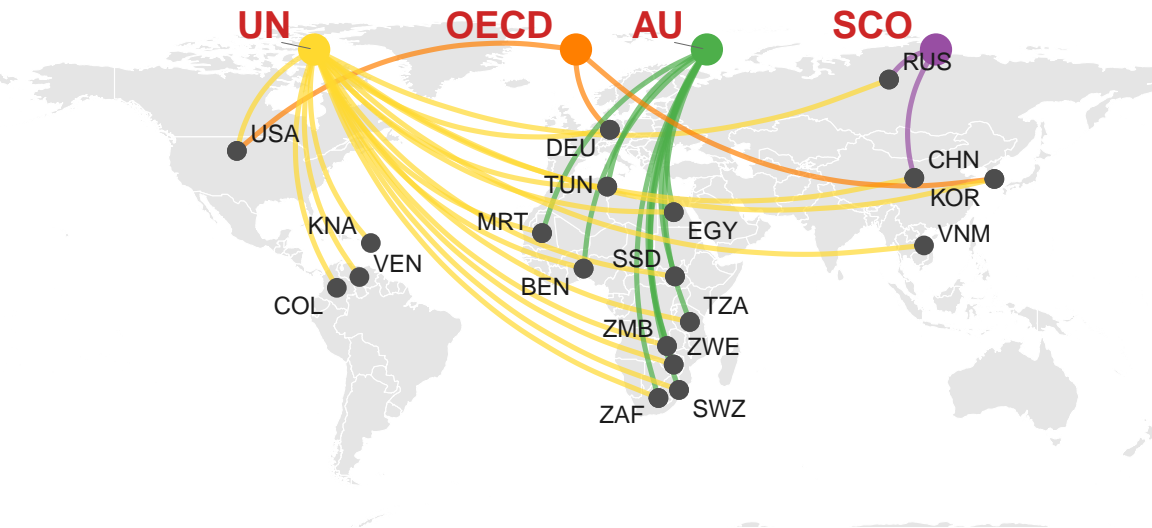 UN
OECD
AU
SCO
RUS
USA
DEU
CHN
TUN
KOR
KNA
MRT
EGY
VNM
VEN
SSD
BEN
COL
TZA
ZMB
ZWE
ZAF
SWZ